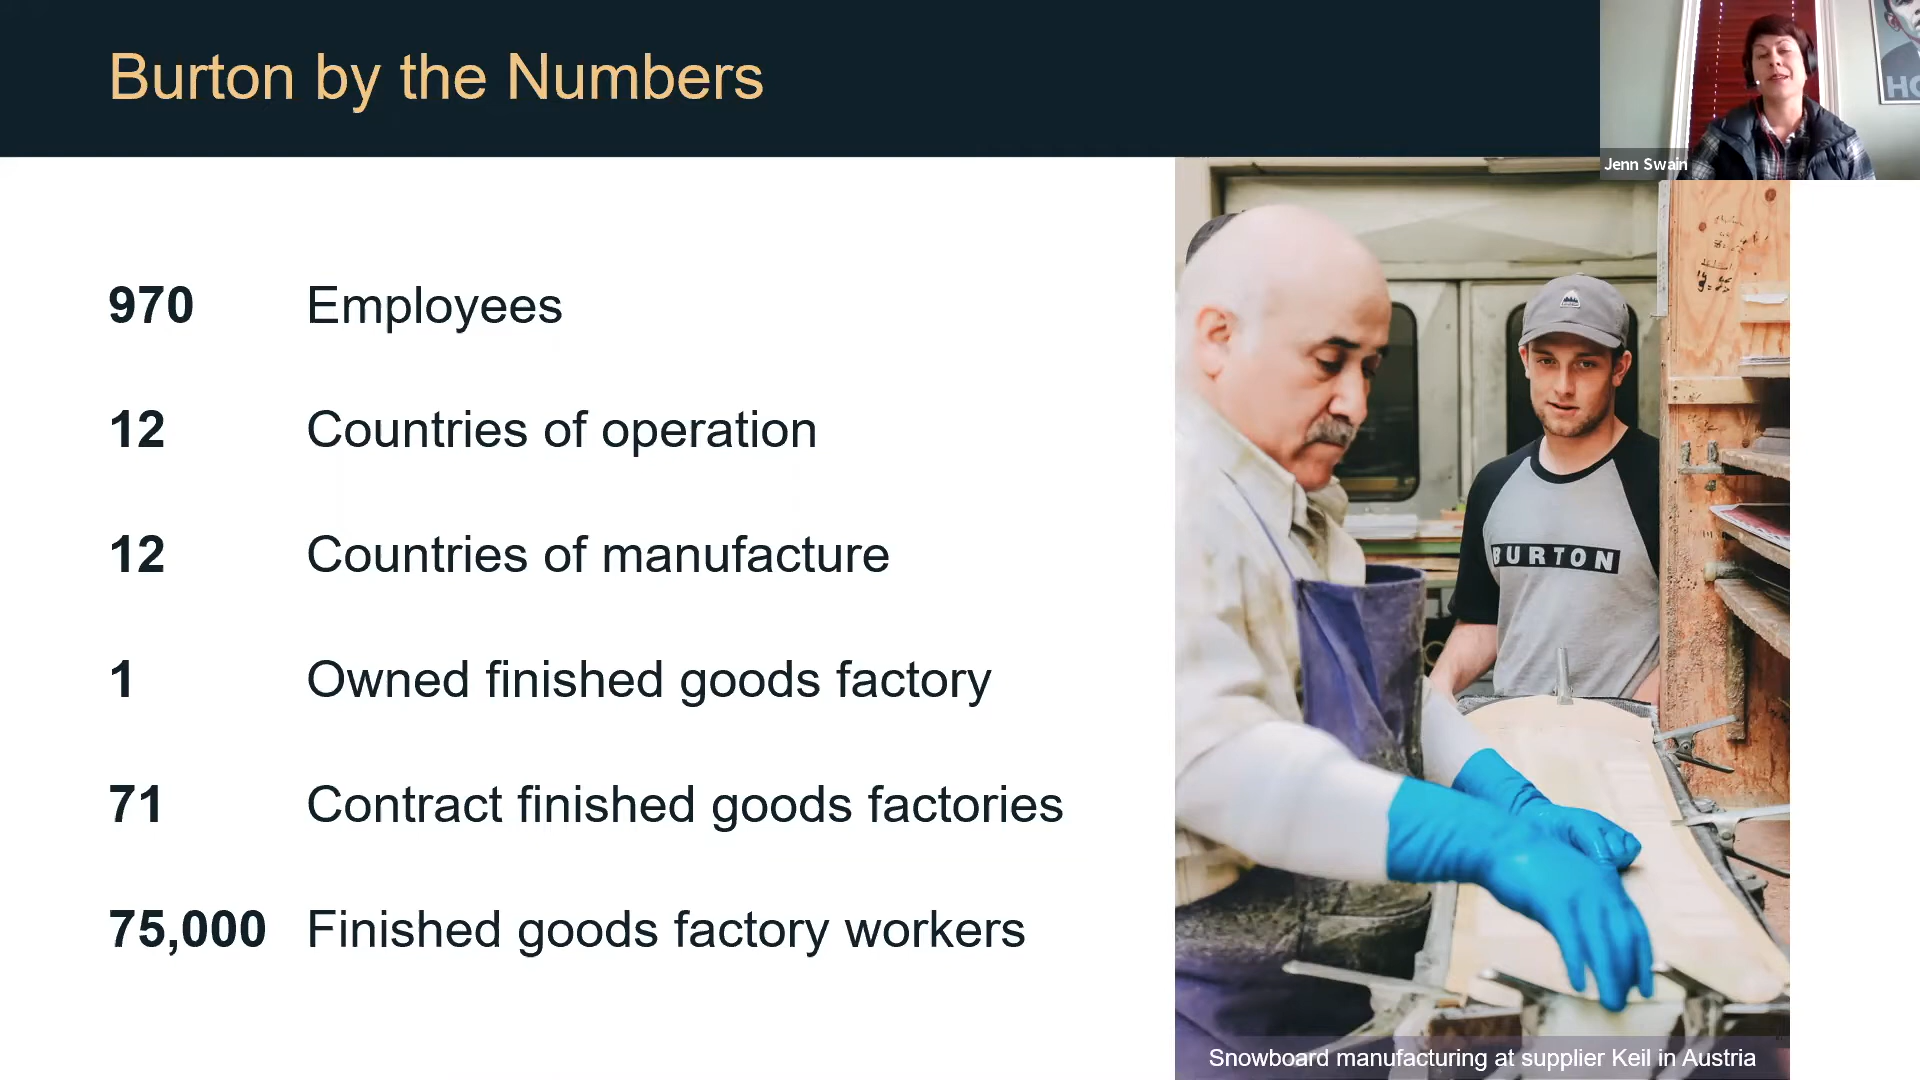 Burton by the Numbers
Jenn Swain
970 Employees
12 Countries of operation
12 Countries of manufacture
1 Owned finished goods factory
71 Contract finished goods factories
75,000 Finished goods factory workers
BURTON
Snowboard manufacturing at supplier Keil in Austria